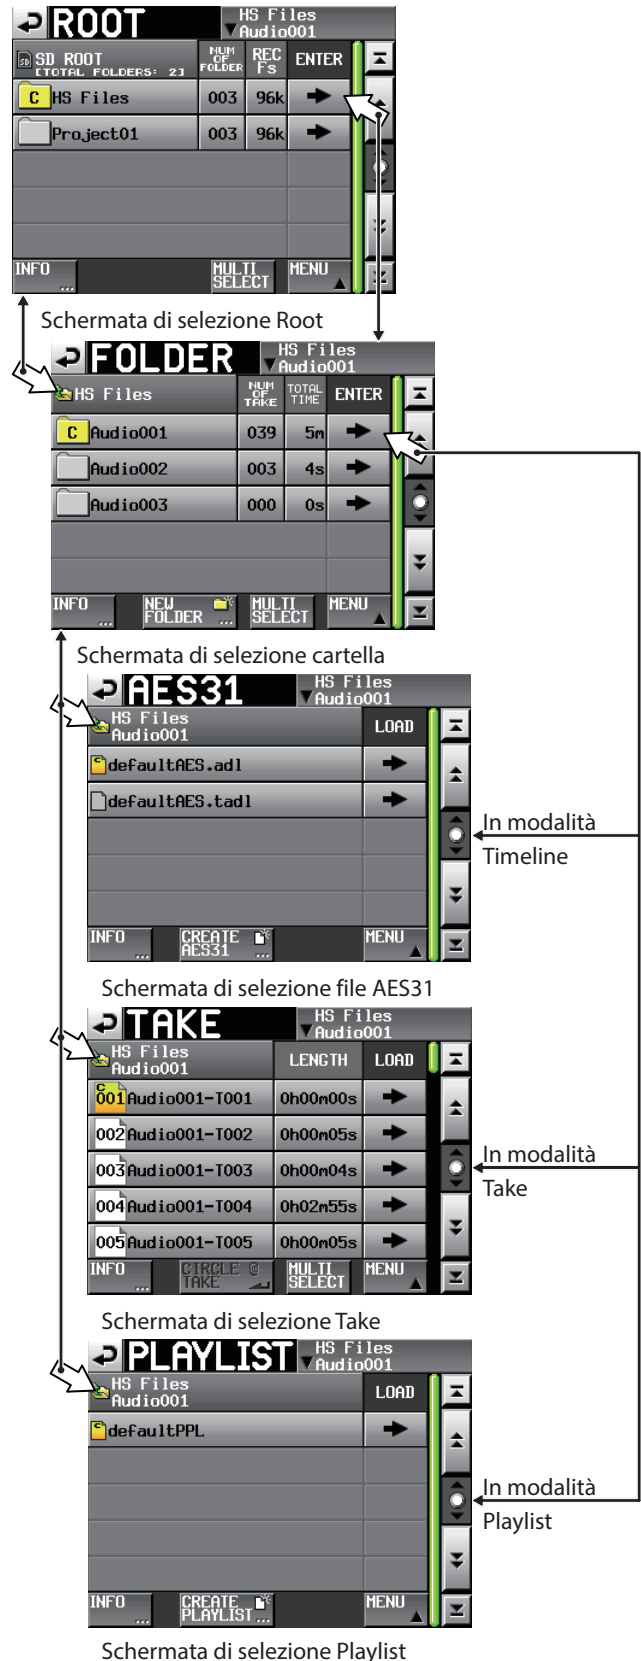 ROOT HS Files
Audio001
SD ROOT
[TOTAL FOLDERS: 2]
NUM OF FOLDER
REC Fs
ENTER
C HS Files 003 96k
Project01 003 96k
INFO ...
MULTI SELECT
MENU
Schermata di selezione Root
FOLDER HS Files
Audio001
HS Files
NUM OF TAKE
TOTAL TIME
ENTER
C Audio001 039 5m
Audio002 003 4s
Audio003 000 0s
INFO ...
NEW FOLDER ...
MULTI SELECT
MENU
Schermata di selezione cartella
AES31 HS Files
Audio001
HS Files
Audio001
LOAD
C defaultAES.adl
defaultAES.tadl
In modalità
Timeline
INFO ...
CREATE AES31 ...
MENU
Schermata di selezione file AES31
TAKE HS Files
Audio001
HS Files
Audio001
LENGTH
LOAD
C 001 Audio001-T001 0h00m00s
002 Audio001-T002 0h00m05s
003 Audio001-T003 0h00m04s
004 Audio001-T004 0h02m55s
005 Audio001-T005 0h00m05s
In modalità
Take
INFO ...
CIRCLE @ TAKE
MULTI SELECT
MENU
Schermata di selezione Take
PLAYLIST HS Files
Audio001
HS Files
Audio001
LOAD
C defaultPPL
In modalità
Playlist
INFO ...
CREATE PLAYLIST ...
MENU
Schermata di selezione Playlist